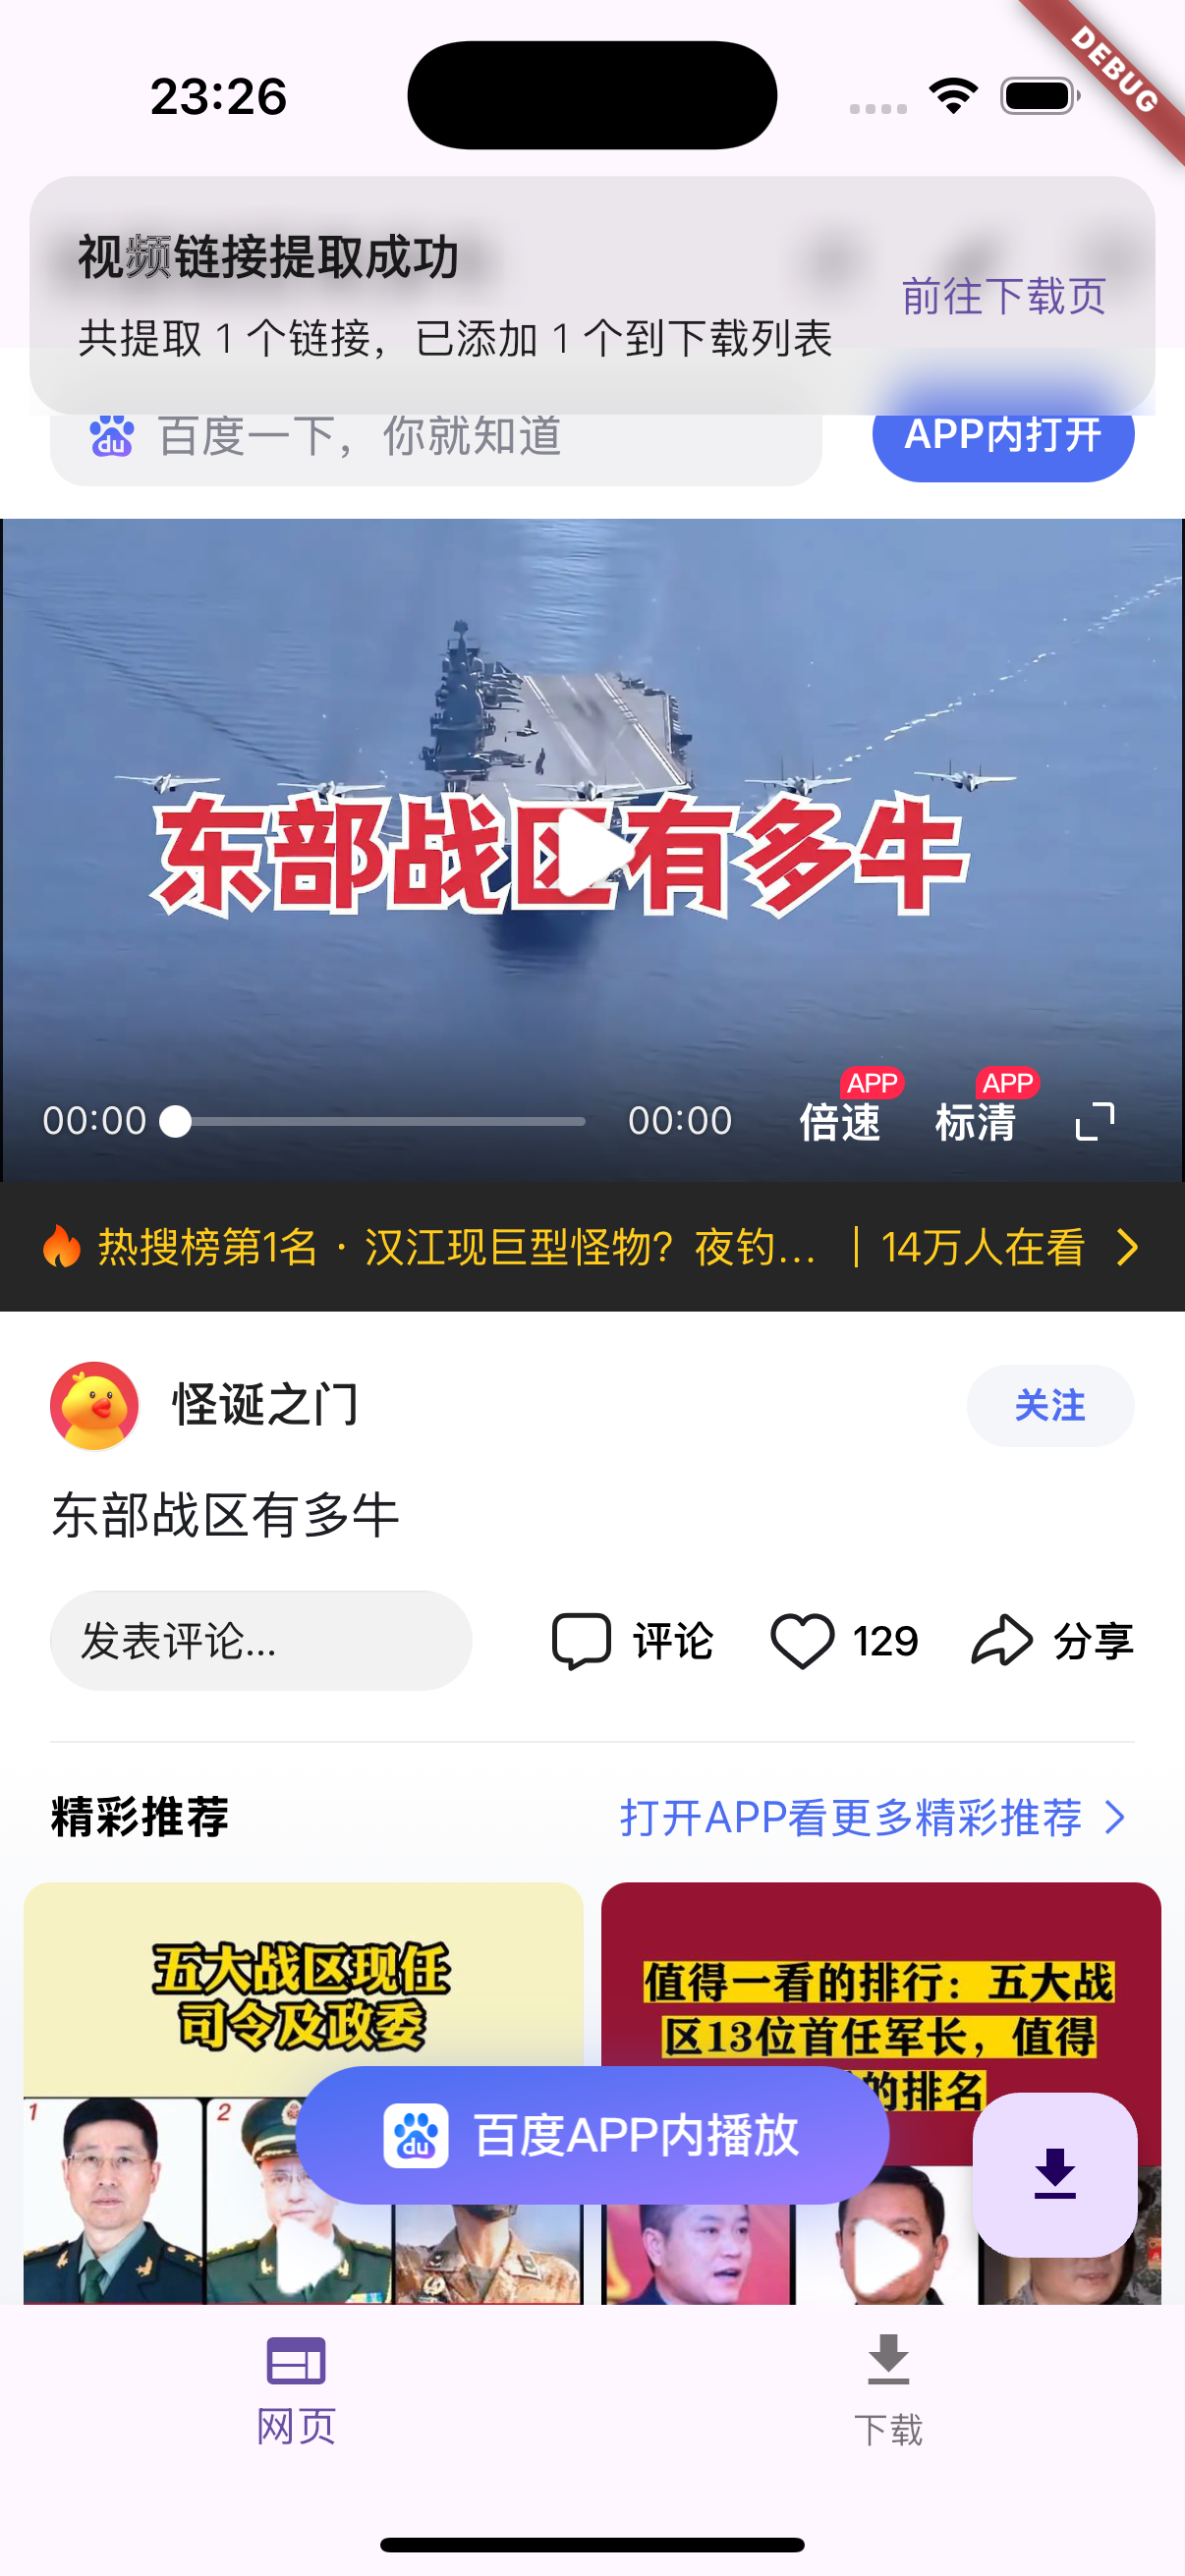 23:26
DEBUG
视频链接提取成功
共提取 1 个链接，已添加 1 个到下载列表
前往下载页
du 百度一下，你就知道
APP内打开
东部战区有多牛
00:00
00:00
倍速 APP
标清 APP
热搜榜第1名 · 汉江现巨型怪物？夜钓... | 14万人在看
怪诞之门
关注
东部战区有多牛
发表评论...
评论
129
分享
精彩推荐
打开APP看更多精彩推荐
五大战区现任
司令及政委
1
2
值得一看的排行：五大战
区13位首任军长，值得
的排名
du 百度APP内播放
网页
下载